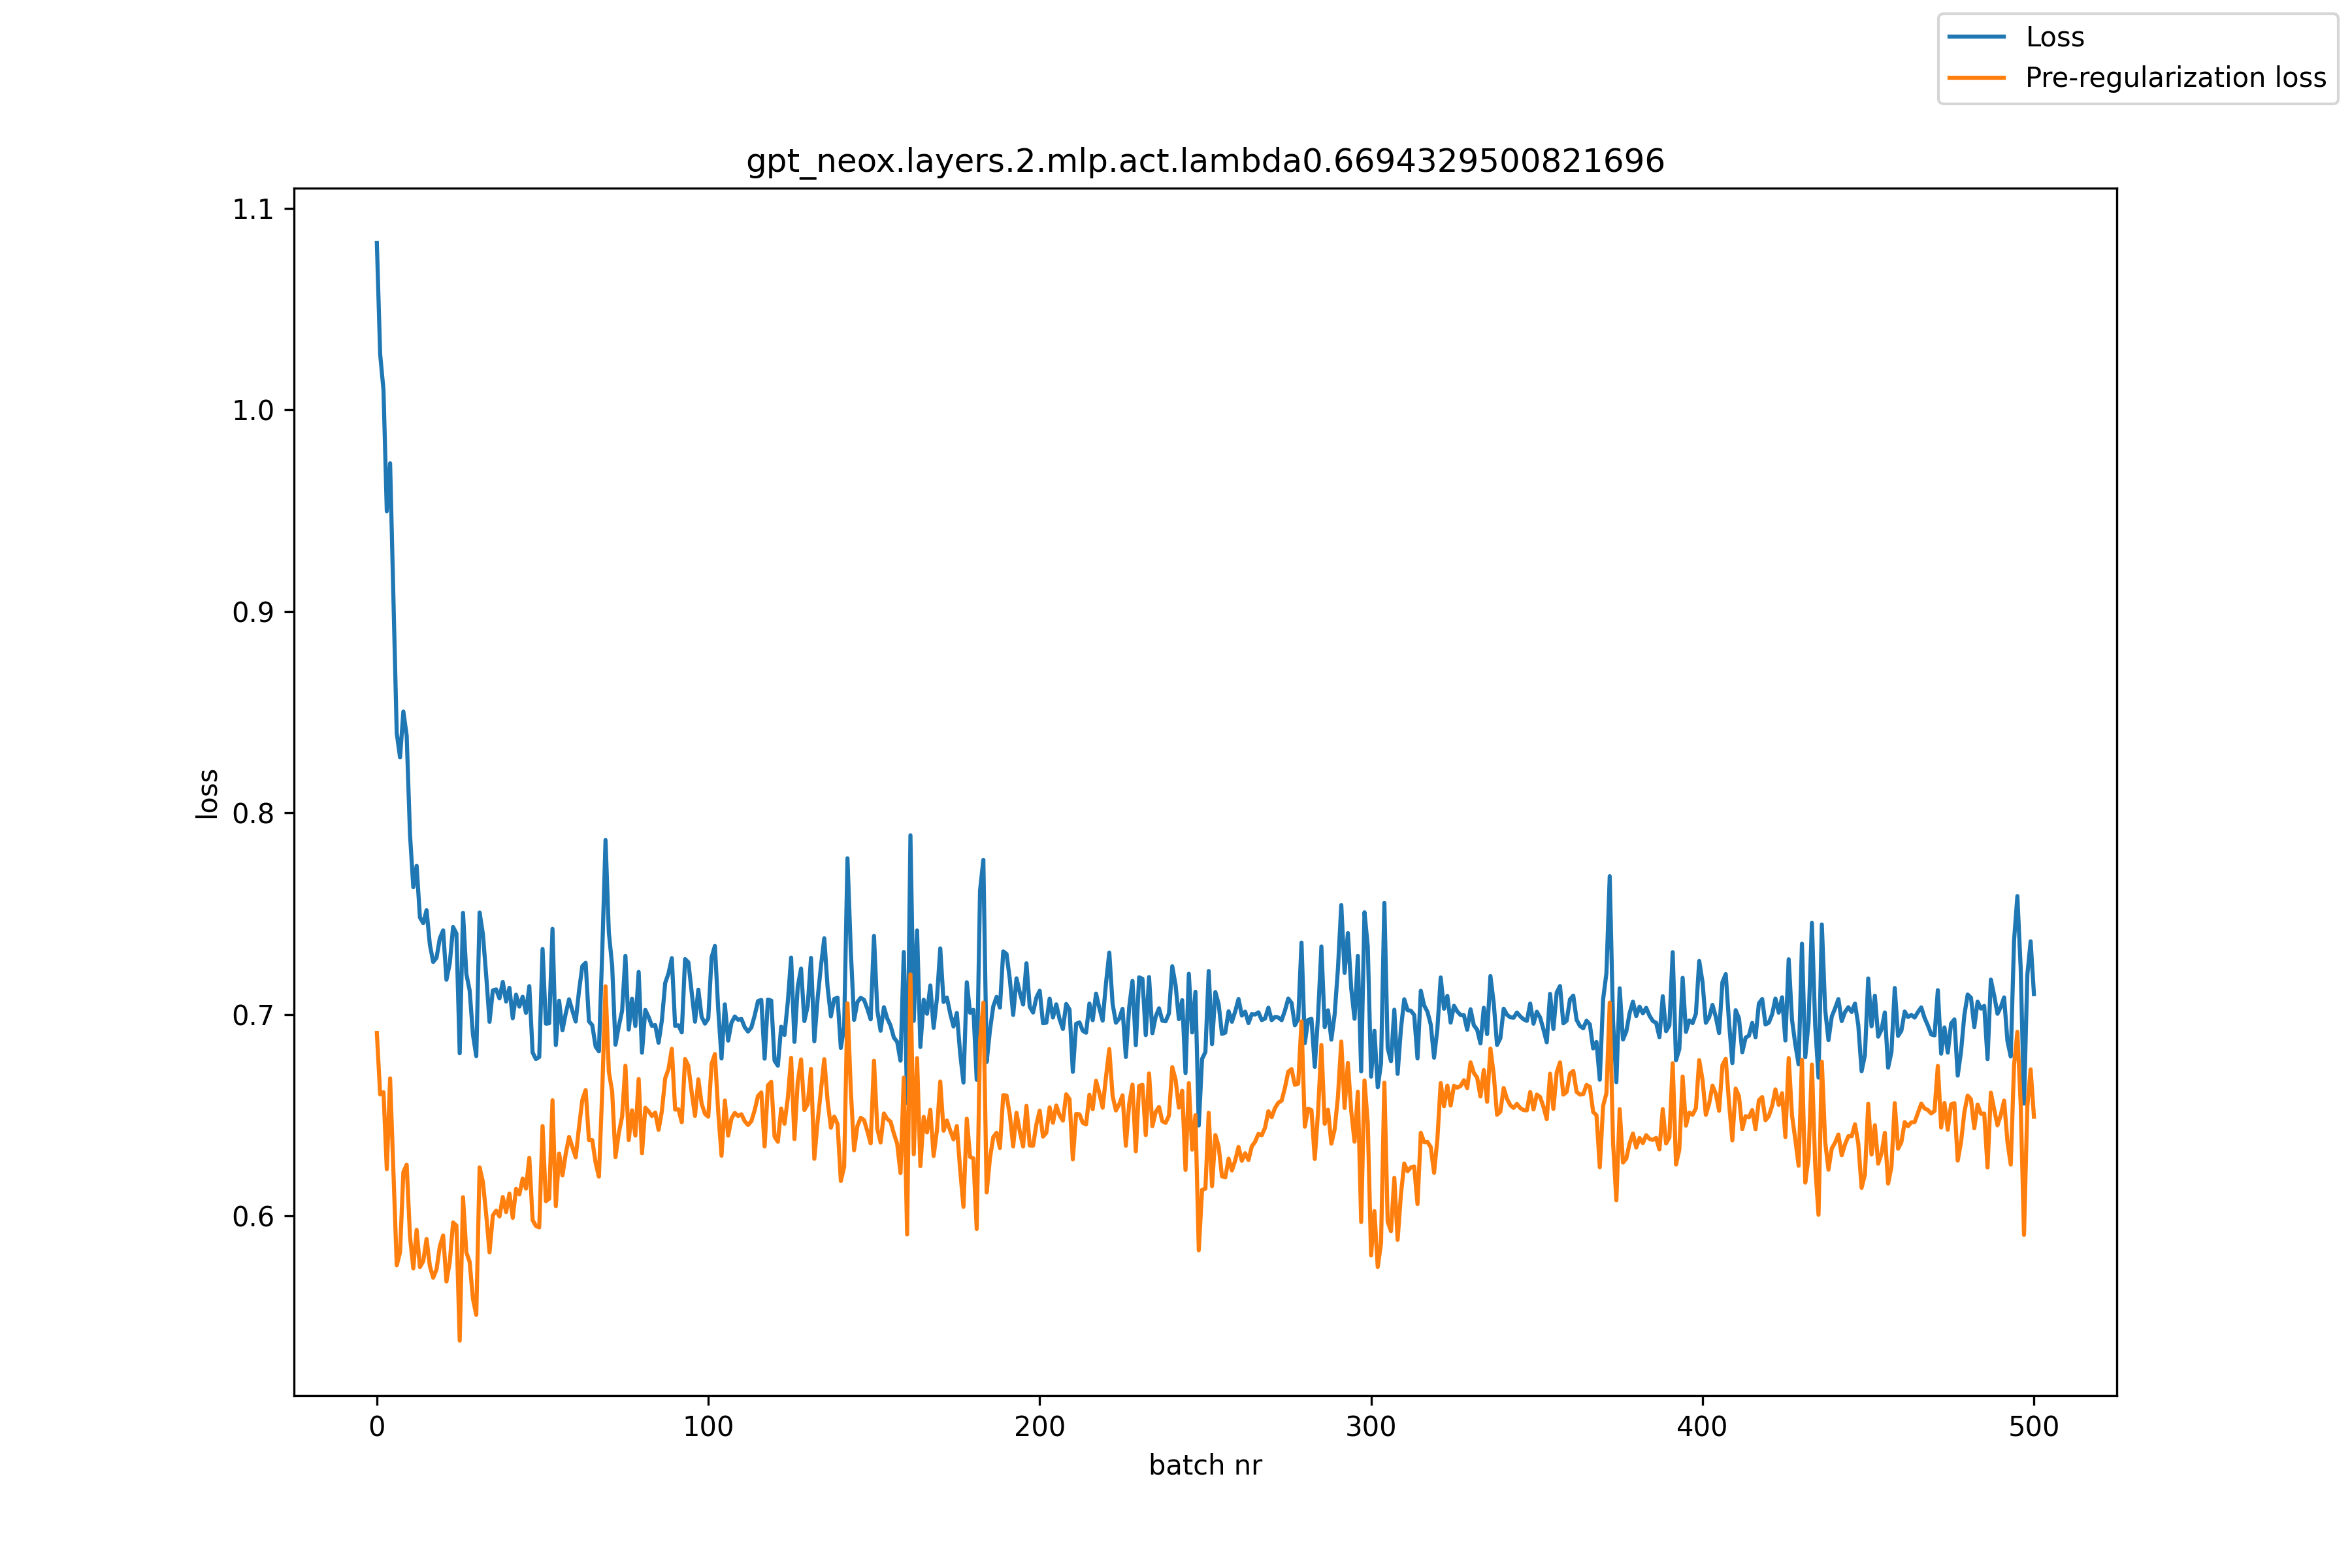 Loss
Pre-regularization loss
gpt_neox.layers.2.mlp.act.lambda0.6694329500821696
1.1
1.0
0.9
0.8
0.7
0.6
loss
0 100 200 300 400 500
batch nr